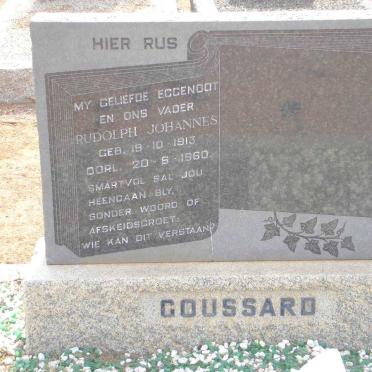 HIER RUS
MY GELIEFDE EGGENOOT
EN ONS VADER
RUDOLPH JOHANNES
GEB. 19-10-1913
OORL. 20-6-1960
SMARTVOL SAL JOU
HEENGAAN BLY,
SONDER WOORD OF
AFSKEIDSGROET.
WIE KAN DIT VERSTAAN?
GOUSSARD